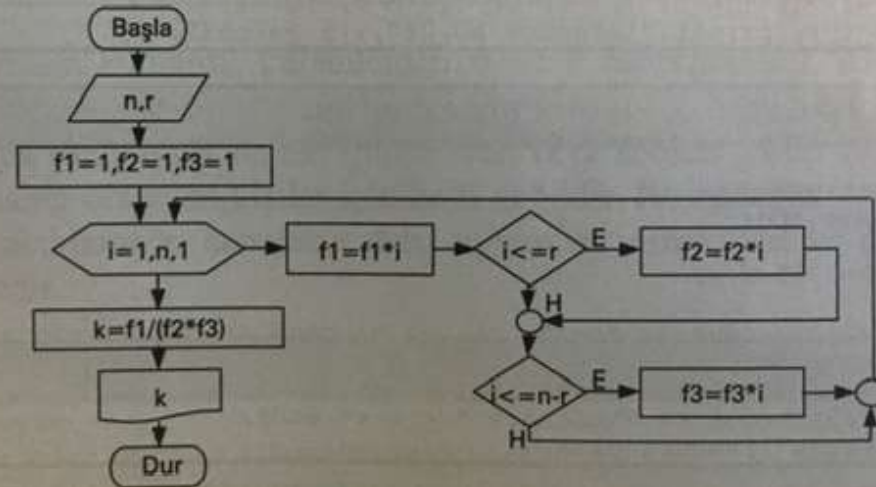 Başla
n,r
f1=1,f2=1,f3=1
i=1,n,1
f1=f1*i
i<=r
E
f2=f2*i
H
k=f1/(f2*f3)
i<=n-r
E
f3=f3*i
H
k
Dur